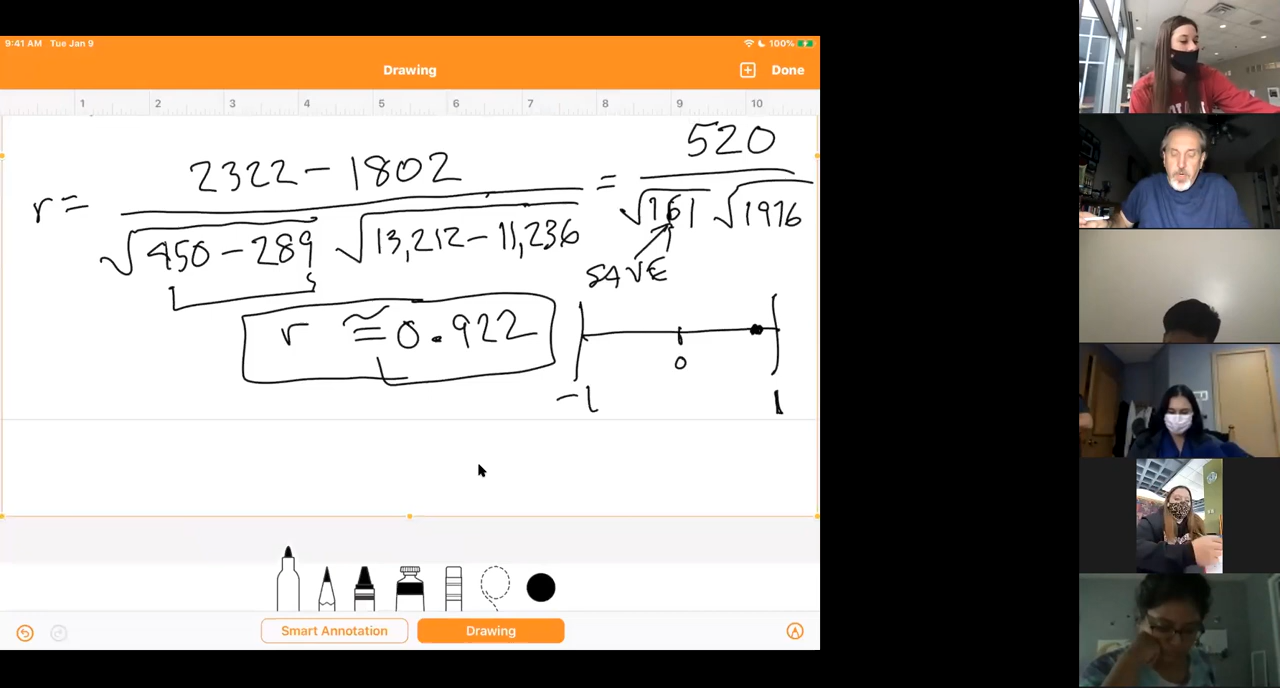 9:41 AM Tue Jan 9
100%
Drawing
Done
1 2 3 4 5 6 7 8 9 10
r = (2322 - 1802) / (√450 - 289 √13,212 - 11,236) = 520 / (√161 √1976)
SAVE
r ≅ 0.922
0
-1 1
Smart Annotation Drawing